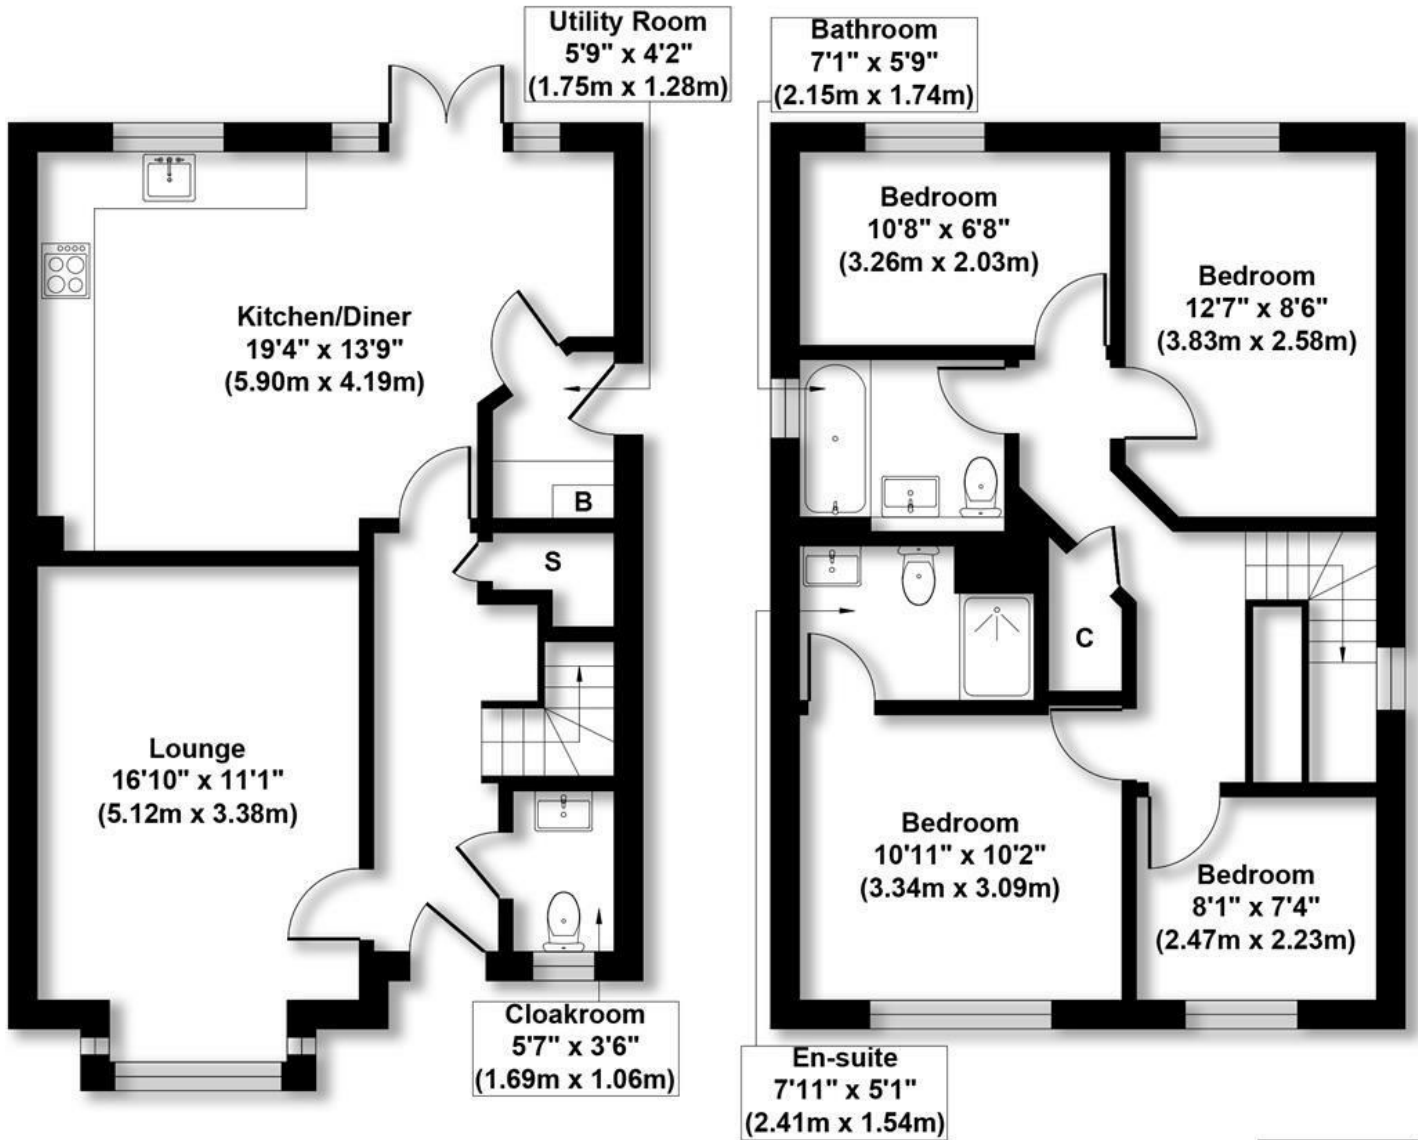 Utility Room
5'9" x 4'2"
(1.75m x 1.28m)
Bathroom
7'1" x 5'9"
(2.15m x 1.74m)
Kitchen/Diner
19'4" x 13'9"
(5.90m x 4.19m)
B
S
Lounge
16'10" x 11'1"
(5.12m x 3.38m)
Cloakroom
5'7" x 3'6"
(1.69m x 1.06m)
Bedroom
10'8" x 6'8"
(3.26m x 2.03m)
Bedroom
12'7" x 8'6"
(3.83m x 2.58m)
C
Bedroom
10'11" x 10'2"
(3.34m x 3.09m)
Bedroom
8'1" x 7'4"
(2.47m x 2.23m)
En-suite
7'11" x 5'1"
(2.41m x 1.54m)